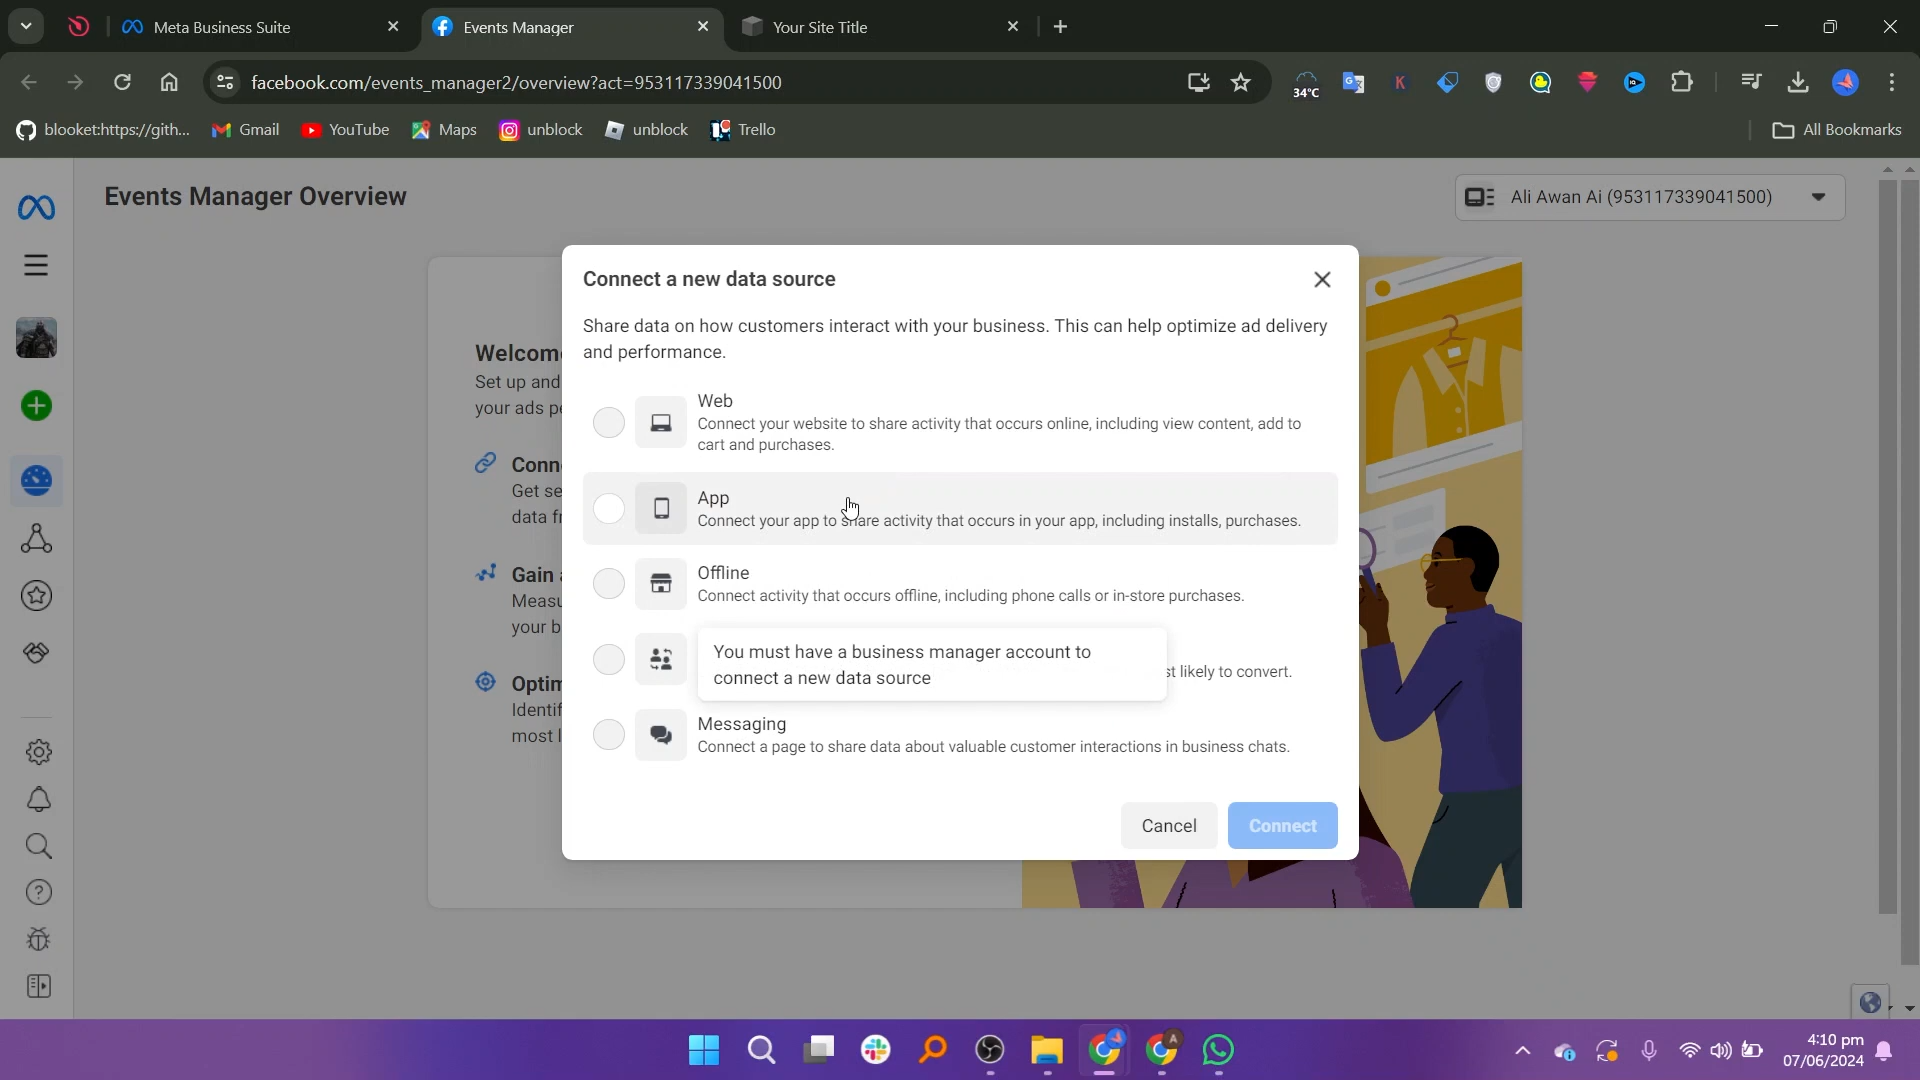 Meta Business Suite
Events Manager
Your Site Title
facebook.com/events_manager2/overview?act=953117339041500
34°C
K
blooket:https://gith...
Gmail
YouTube
Maps
unblock
unblock
Trello
All Bookmarks
Events Manager Overview
Ali Awan Ai (953117339041500)
Connect a new data source
Share data on how customers interact with your business. This can help optimize ad delivery
and performance.
Welcom
Set up and
your ads p
Web
Connect your website to share activity that occurs online, including view content, add to
cart and purchases.
Conn
Get se
data fr
App
Connect your app to share activity that occurs in your app, including installs, purchases.
Gain
Measu
your b
Offline
Connect activity that occurs offline, including phone calls or in-store purchases.
You must have a business manager account to
connect a new data source
st likely to convert.
Optim
Identif
most l
Messaging
Connect a page to share data about valuable customer interactions in business chats.
Cancel
Connect
A
4:10 pm
07/06/2024